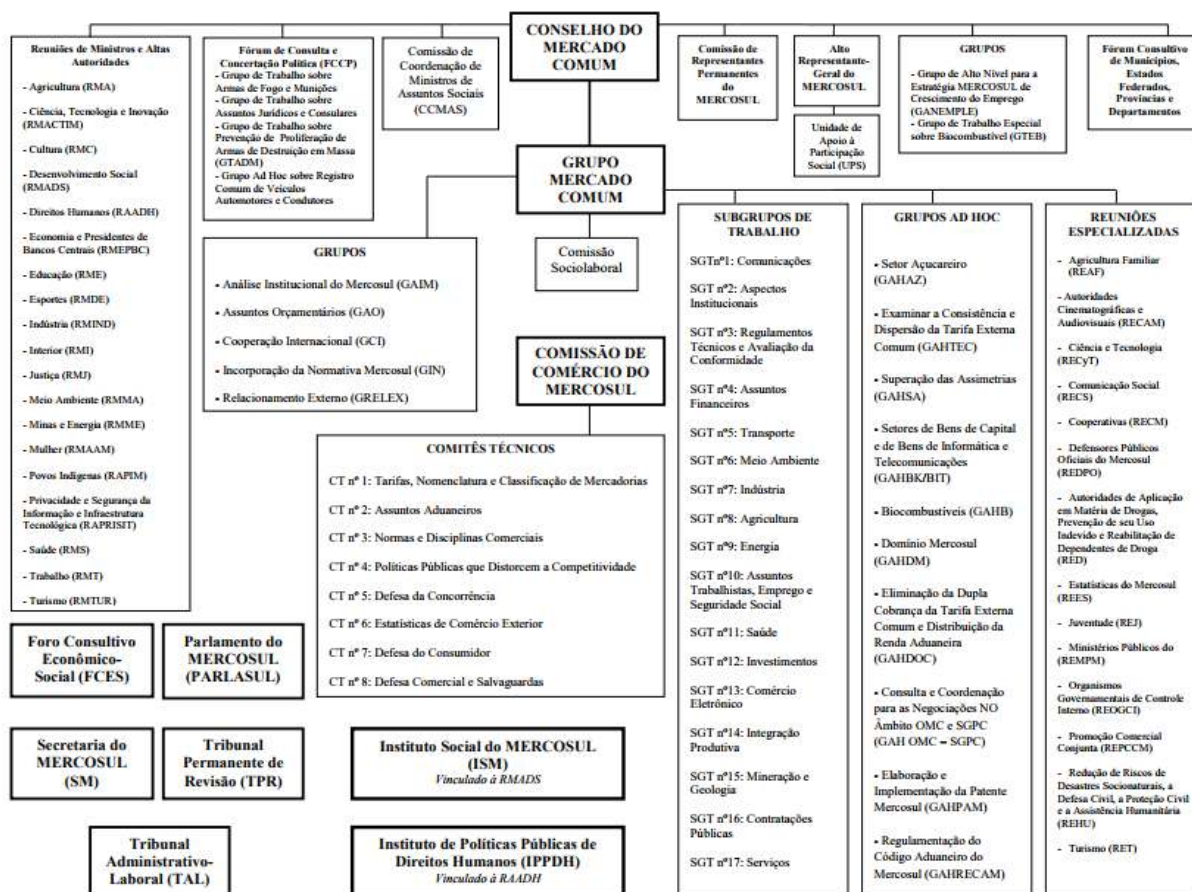 CONSELHO DO
MERCADO
COMUM
Reuniões de Ministros e Altas
Autoridades
- Agricultura (RMA)
- Ciência, Tecnologia e Inovação
(RMACTIM)
- Cultura (RMC)
- Desenvolvimento Social
(RMADS)
- Direitos Humanos (RAADH)
- Economia e Presidentes de
Bancos Centrais (RMEPBC)
- Educação (RME)
- Esportes (RMDE)
- Indústria (RMIND)
- Interior (RMI)
- Justiça (RMJ)
- Meio Ambiente (RMMA)
- Minas e Energia (RMME)
- Mulher (RMAAM)
- Povos Indígenas (RAPIM)
- Privacidade e Segurança da
Informação e Infraestrutura
Tecnológica (RAPRISIT)
- Saúde (RMS)
- Trabalho (RMT)
- Turismo (RMTUR)
Fórum de Consulta e
Concertação Política (FCCP)
- Grupo de Trabalho sobre
Armas de Fogo e Munições
- Grupo de Trabalho sobre
Assuntos Jurídicos e Consulares
- Grupo de Trabalho sobre
Prevenção de Proliferação de
Armas de Destruição em Massa
(GTADM)
- Grupo Ad Hoc sobre Registro
Comum de Veículos
Automotores e Condutores
Comissão de
Coordenação de
Ministros de
Assuntos Sociais
(CCMAS)
Comissão de
Representantes
Permanentes do
MERCOSUL
Alto
Representante-
Geral do
MERCOSUL
Unidade de
Apoio à
Participação
Social (UPS)
GRUPOS
- Grupo de Alto Nível para a
Estratégia MERCOSUL de
Crescimento do Emprego
(GANEMPLE)
- Grupo de Trabalho Especial
sobre Biocombustível (GTEB)
Fórum Consultivo
de Municípios,
Estados
Federados,
Províncias e
Departamentos
GRUPO
MERCADO
COMUM
Comissão
Sociolaboral
GRUPOS
- Análise Institucional do Mercosul (GAIM)
- Assuntos Orçamentários (GAO)
- Cooperação Internacional (GCI)
- Incorporação da Normativa Mercosul (GIN)
- Relacionamento Externo (GRELEX)
COMISSÃO DE
COMÉRCIO DO
MERCOSUL
COMITÊS TÉCNICOS
CT nº 1: Tarifas, Nomenclatura e Classificação de Mercadorias
CT nº 2: Assuntos Aduaneiros
CT nº 3: Normas e Disciplinas Comerciais
CT nº 4: Políticas Públicas que Distorcem a Competitividade
CT nº 5: Defesa da Concorrência
CT nº 6: Estatísticas de Comércio Exterior
CT nº 7: Defesa do Consumidor
CT nº 8: Defesa Comercial e Salvaguardas
SUBGRUPOS DE
TRABALHO
SGTnº1: Comunicações
SGT nº2: Aspectos
Institucionais
SGT nº3: Regulamentos
Técnicos e Avaliação da
Conformidade
SGT nº4: Assuntos
Financeiros
SGT nº5: Transporte
SGT nº6: Meio Ambiente
SGT nº7: Indústria
SGT nº8: Agricultura
SGT nº9: Energia
SGT nº10: Assuntos
Trabalhistas, Emprego e
Seguridade Social
SGT nº11: Saúde
SGT nº12: Investimentos
SGT nº13: Comércio
Eletrônico
SGT nº14: Integração
Produtiva
SGT nº15: Mineração e
Geologia
SGT nº16: Contratações
Públicas
SGT nº17: Serviços
GRUPOS AD HOC
- Setor Açucareiro
(GAHAZ)
- Examinar a Consistência e
Dispersão da Tarifa Externa
Comum (GAHTEC)
- Superação das Assimetrias
(GAHSA)
- Setores de Bens de Capital
e de Bens de Informática e
Telecomunicações
(GAHBK/BIT)
- Biocombustíveis (GAHB)
- Domínio Mercosul
(GAHDM)
- Eliminação da Dupla
Cobrança da Tarifa Externa
Comum e Distribuição da
Renda Aduaneira
(GAHDOC)
- Consulta e Coordenação
para as Negociações NO
Âmbito OMC e SGPC
(GAH OMC – SGPC)
- Elaboração e
Implementação da Patente
Mercosul (GAHPAM)
- Regulamentação do
Código Aduaneiro do
Mercosul (GAHRECAM)
REUNIÕES
ESPECIALIZADAS
- Agricultura Familiar
(REAF)
- Autoridades
Cinematográficas e
Audiovisuais (RECAM)
- Ciência e Tecnologia
(RECyT)
- Comunicação Social
(RECS)
- Cooperativas (RECM)
- Defensores Públicos
Oficiais do Mercosul
(REDPO)
- Autoridades de Aplicação
em Matéria de Drogas,
Prevenção de seu Uso
Indevido e Reabilitação de
Dependentes de Droga
(RED)
- Estatísticas do Mercosul
(REES)
- Juventude (REJ)
- Ministérios Públicos do
(REMPM)
- Organismos
Governamentais de Controle
Interno (REOGCI)
- Promoção Comercial
Conjunta (REPCCM)
- Redução de Riscos de
Desastres Socionaturais, a
Defesa Civil, a Proteção Civil
e a Assistência Humanitária
(REHU)
- Turismo (RET)
Foro Consultivo
Econômico-
Social (FCES)
Parlamento do
MERCOSUL
(PARLASUL)
Secretaria do
MERCOSUL
(SM)
Tribunal
Permanente de
Revisão (TPR)
Tribunal
Administrativo-
Laboral (TAL)
Instituto Social do MERCOSUL
(ISM)
Vinculado à RMADS
Instituto de Políticas Públicas de
Direitos Humanos (IPPDH)
Vinculado à RAADH